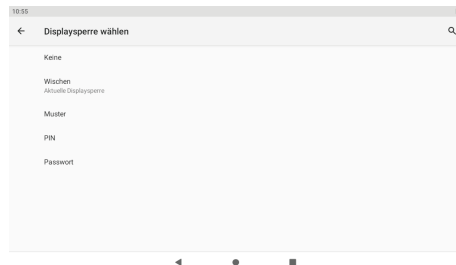 10:55
Displaysperre wählen
Keine
Wischen
Aktuelle Displaysperre
Muster
PIN
Passwort